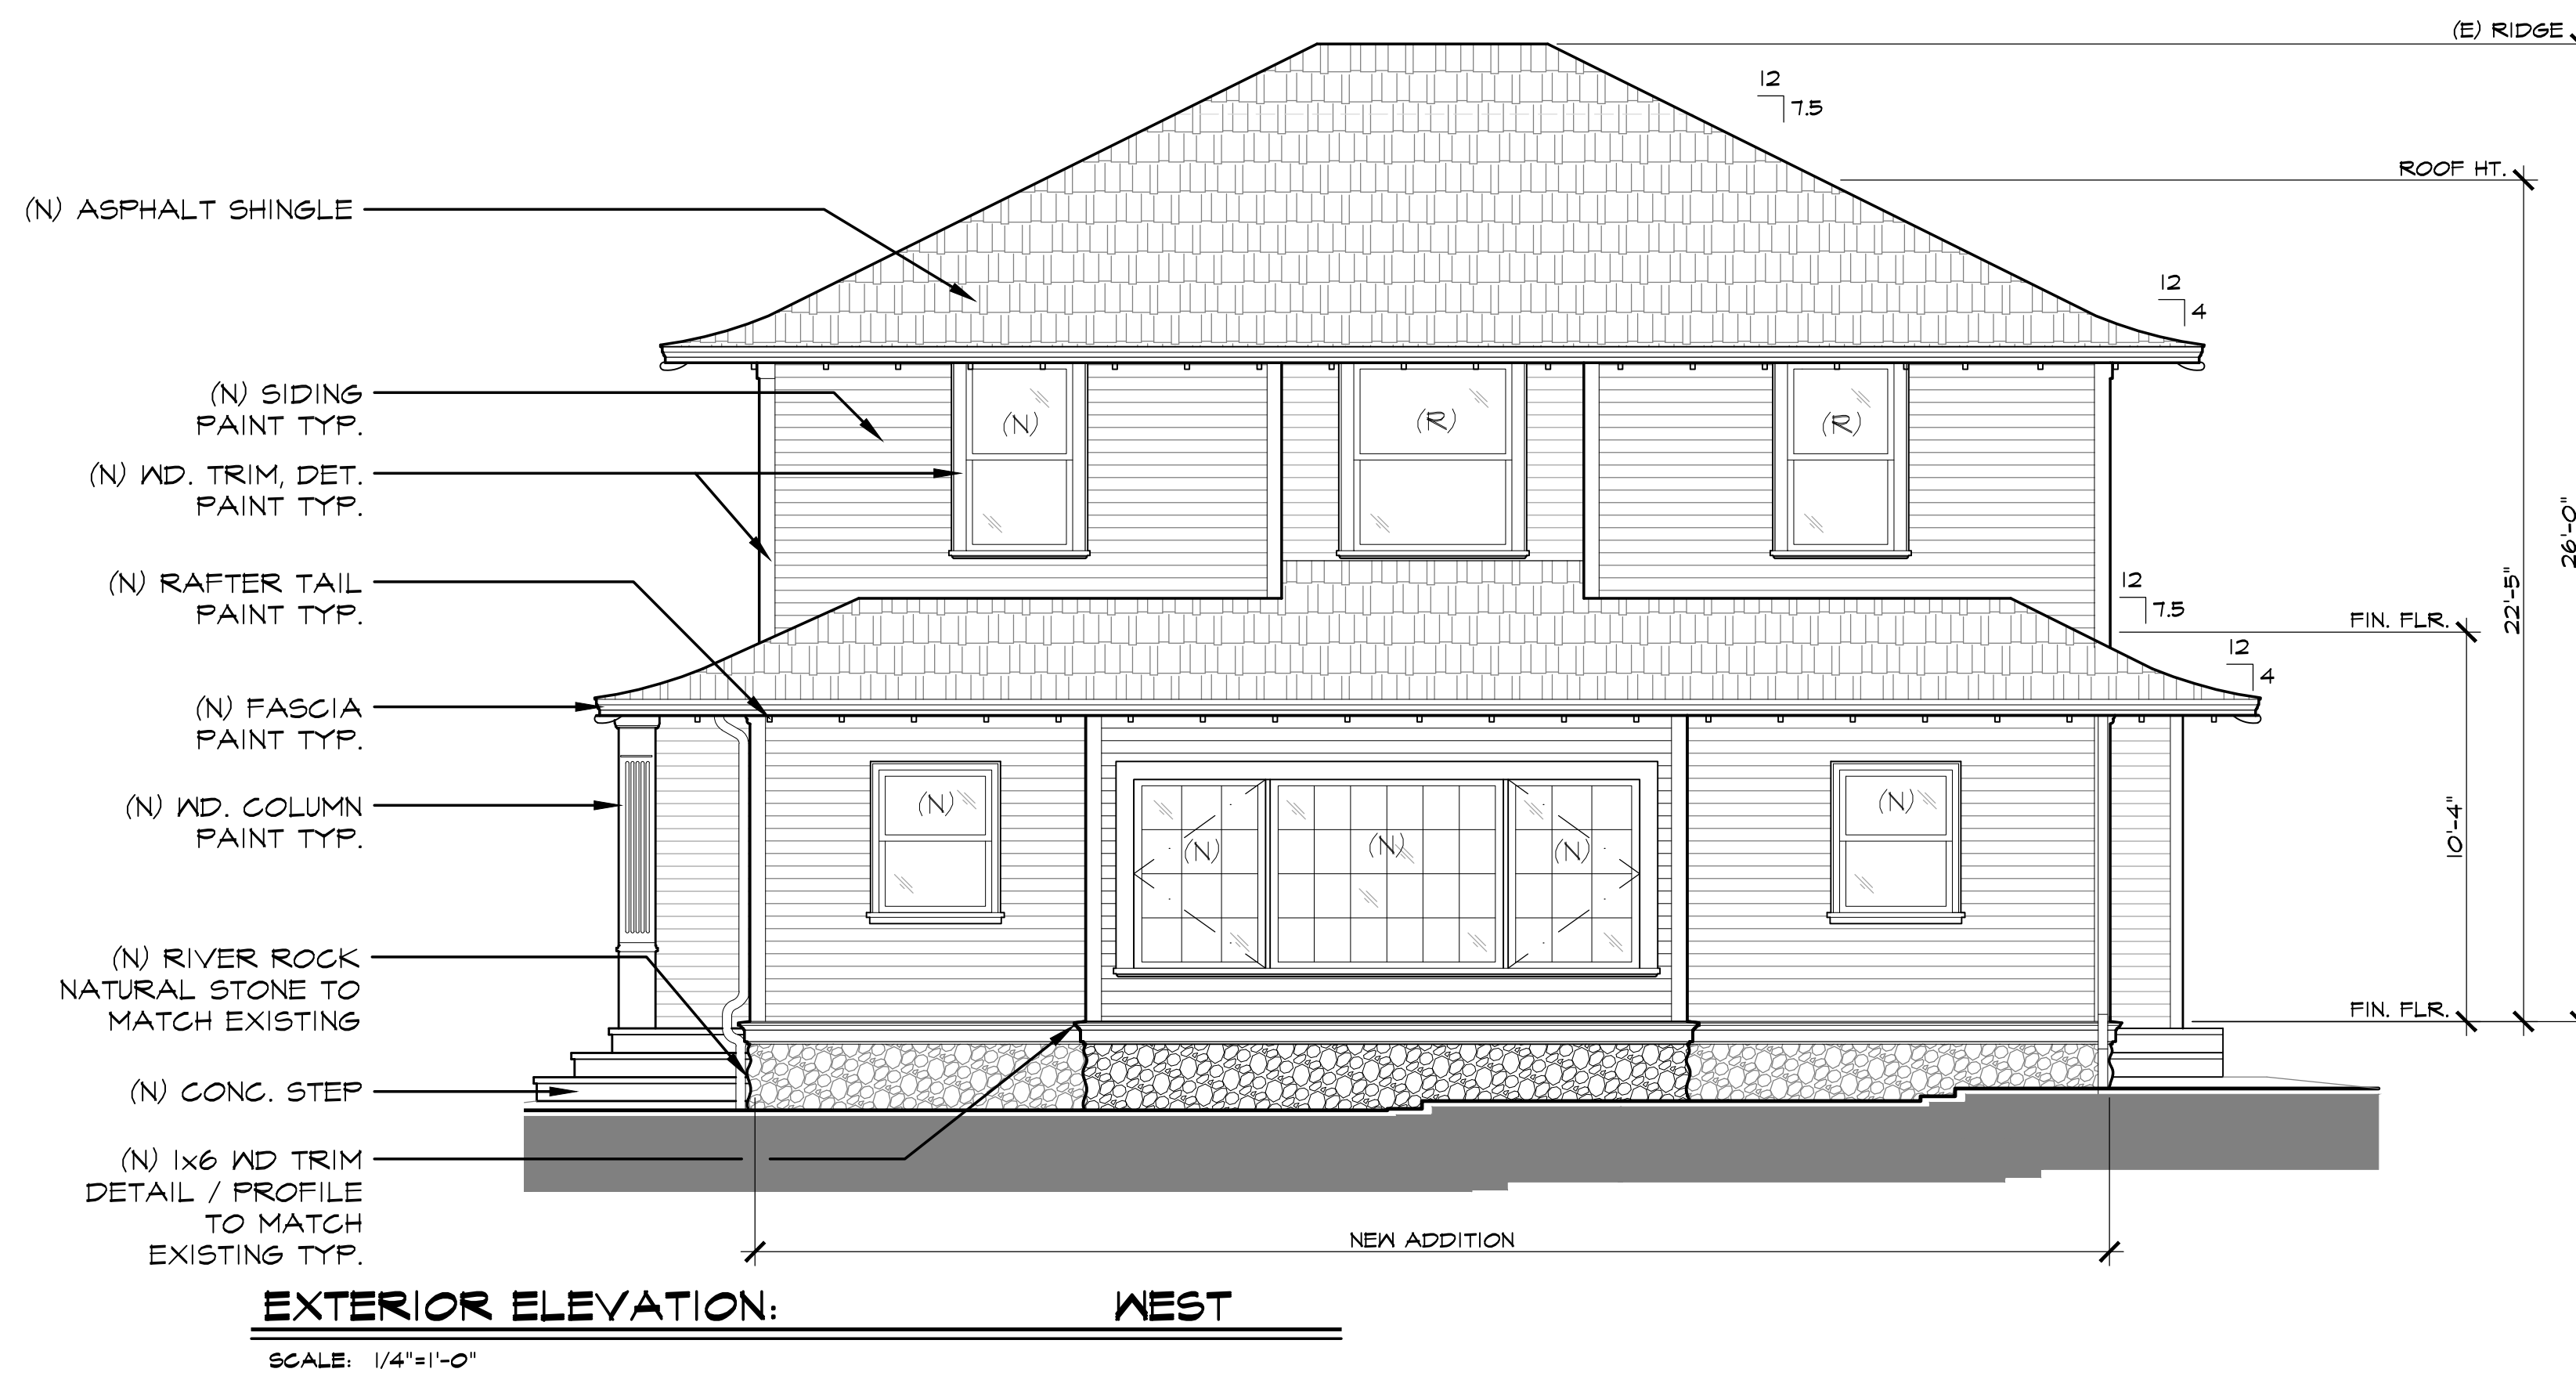 (E) RIDGE
12
7.5
ROOF HT.
(N) ASPHALT SHINGLE
12
4
(N) SIDING
PAINT TYP.
(N) (R) (R)
(N) WD. TRIM, DET.
PAINT TYP.
26'-0"
(N) RAFTER TAIL
PAINT TYP.
12
7.5
22'-5"
FIN. FLR.
12
4
(N) FASCIA
PAINT TYP.
(N) WD. COLUMN
PAINT TYP.
(N) (N)
(N) (N) (N)
10'-4"
(N) RIVER ROCK
NATURAL STONE TO
MATCH EXISTING
FIN. FLR.
(N) CONC. STEP
(N) 1x6 WD TRIM
DETAIL / PROFILE
TO MATCH
EXISTING TYP.
NEW ADDITION
EXTERIOR ELEVATION: WEST
SCALE: 1/4"=1'-0"